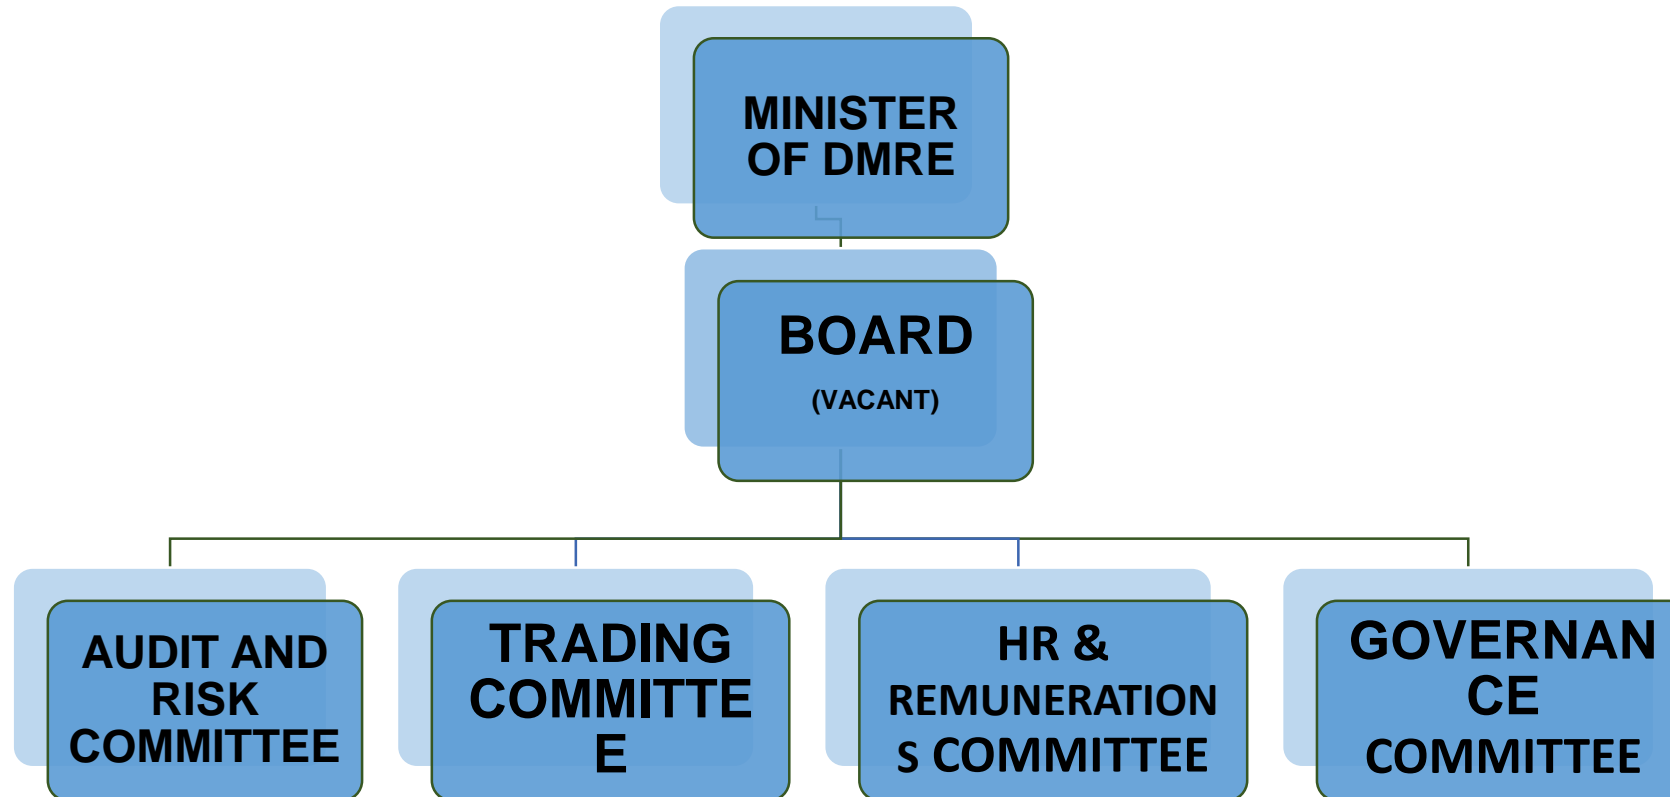 MINISTER
OF DMRE
BOARD
(VACANT)
AUDIT AND
RISK
COMMITTEE
TRADING
COMMITTE
E
HR &
REMUNERATION
S COMMITTEE
GOVERNAN
CE
COMMITTEE